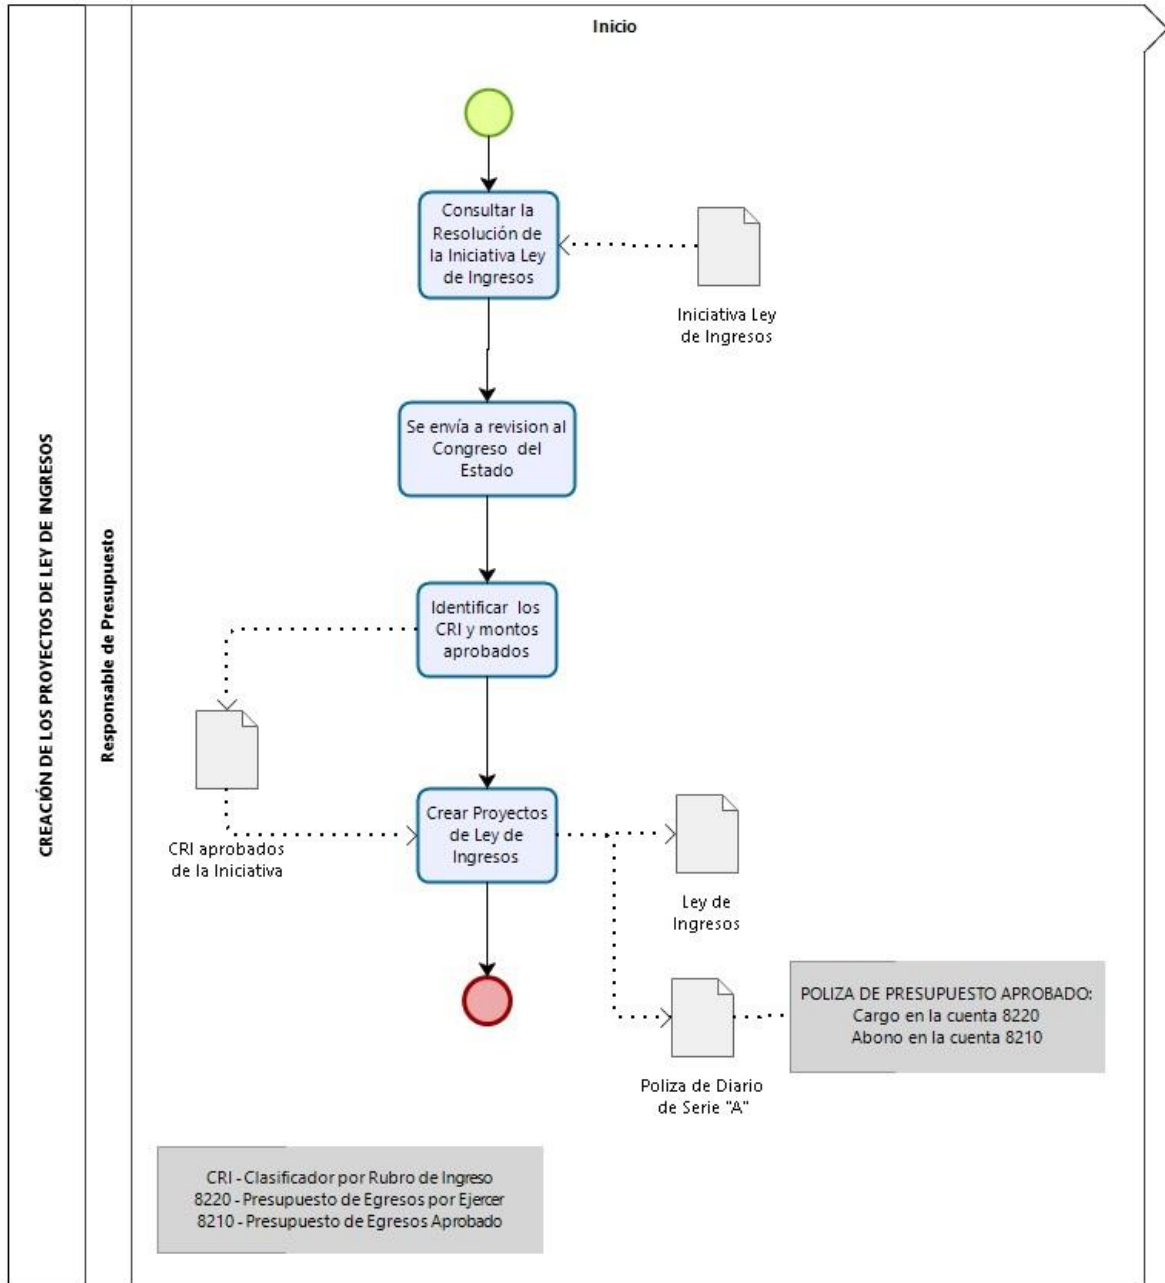 Inicio
CREACIÓN DE LOS PROYECTOS DE LEY DE INGRESOS
Responsable de Presupuesto
Consultar la
Resolución de
la Iniciativa Ley
de Ingresos
Iniciativa Ley
de Ingresos
Se envía a revision al
Congreso del
Estado
Identificar los
CRI y montos
aprobados
CRI aprobados
de la Iniciativa
Crear Proyectos
de Ley de
Ingresos
Ley de
Ingresos
Poliza de Diario
de Serie "A"
POLIZA DE PRESUPUESTO APROBADO:
Cargo en la cuenta 8220
Abono en la cuenta 8210
CRI - Clasificador por Rubro de Ingreso
8220 - Presupuesto de Egresos por Ejercer
8210 - Presupuesto de Egresos Aprobado